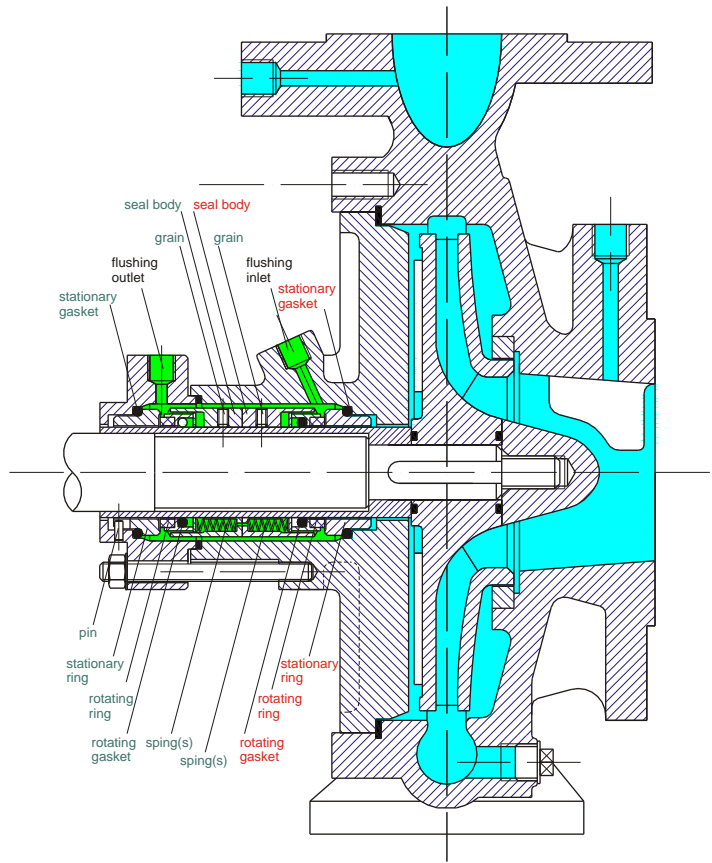 seal body seal body
grain grain
flushing
outlet
flushing
inlet
stationary
gasket
stationary
gasket
pin
stationary
ring
stationary
ring
rotating
ring
rotating
ring
rotating
gasket
sping(s)
sping(s)
rotating
gasket